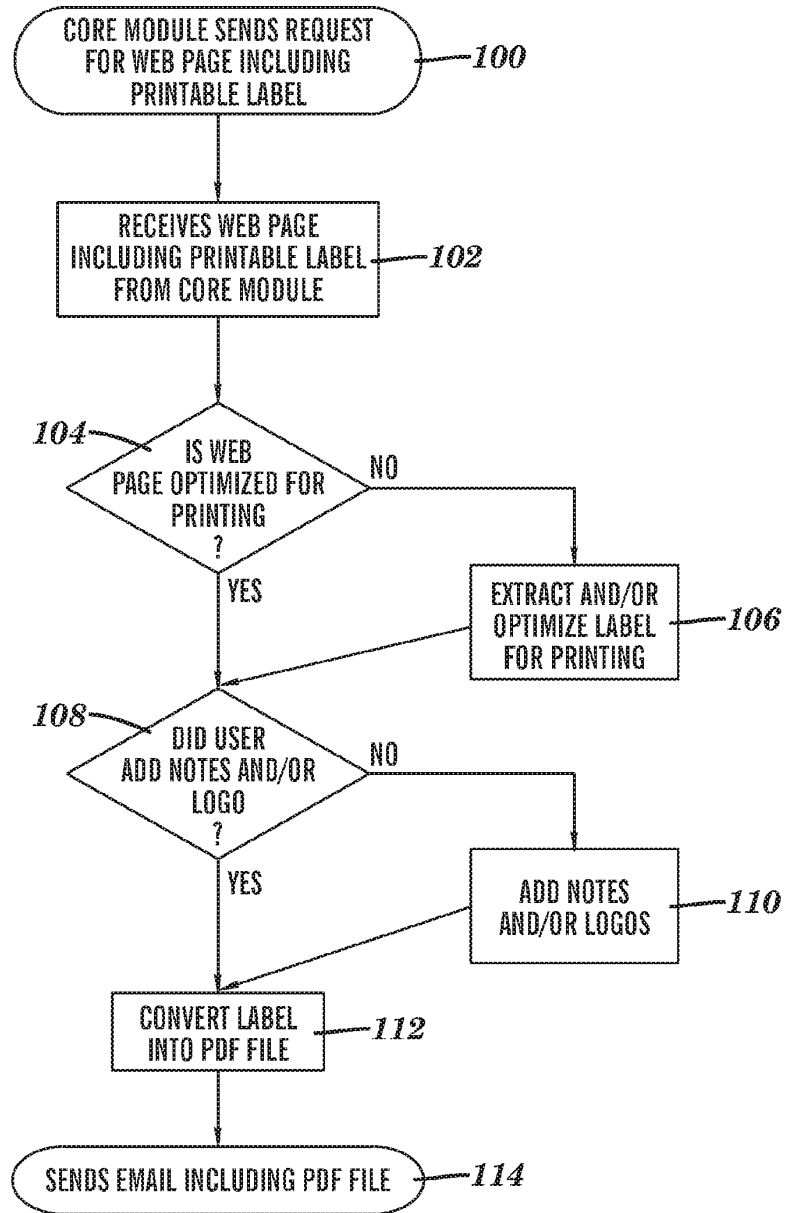 CORE MODULE SENDS REQUEST
FOR WEB PAGE INCLUDING
PRINTABLE LABEL
100
RECEIVES WEB PAGE
INCLUDING PRINTABLE LABEL
FROM CORE MODULE
102
104
IS WEB
PAGE OPTIMIZED FOR
PRINTING
?
NO
YES
EXTRACT AND/OR
OPTIMIZE LABEL
FOR PRINTING
106
108
DID USER
ADD NOTES AND/OR
LOGO
?
NO
YES
ADD NOTES
AND/OR LOGOS
110
CONVERT LABEL
INTO PDF FILE
112
SENDS EMAIL INCLUDING PDF FILE
114